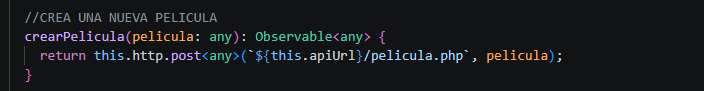 //CREA UNA NUEVA PELICULA
crearPelicula(pelicula: any): Observable<any> {
  return this.http.post<any>(`${this.apiUrl}/pelicula.php`, pelicula);
}